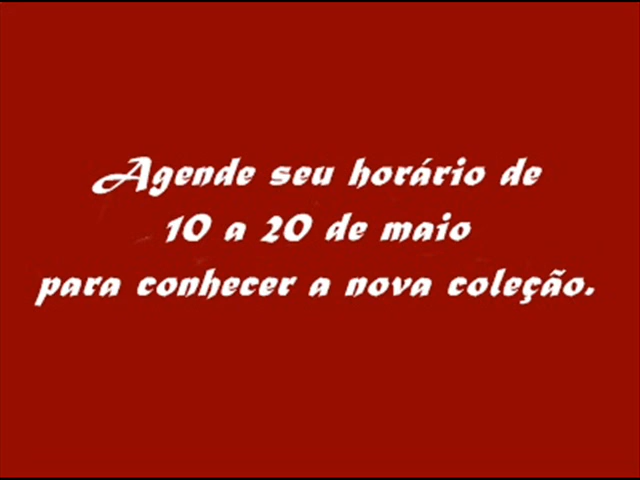 Agende seu horário de
10 a 20 de maio
para conhecer a nova coleção.